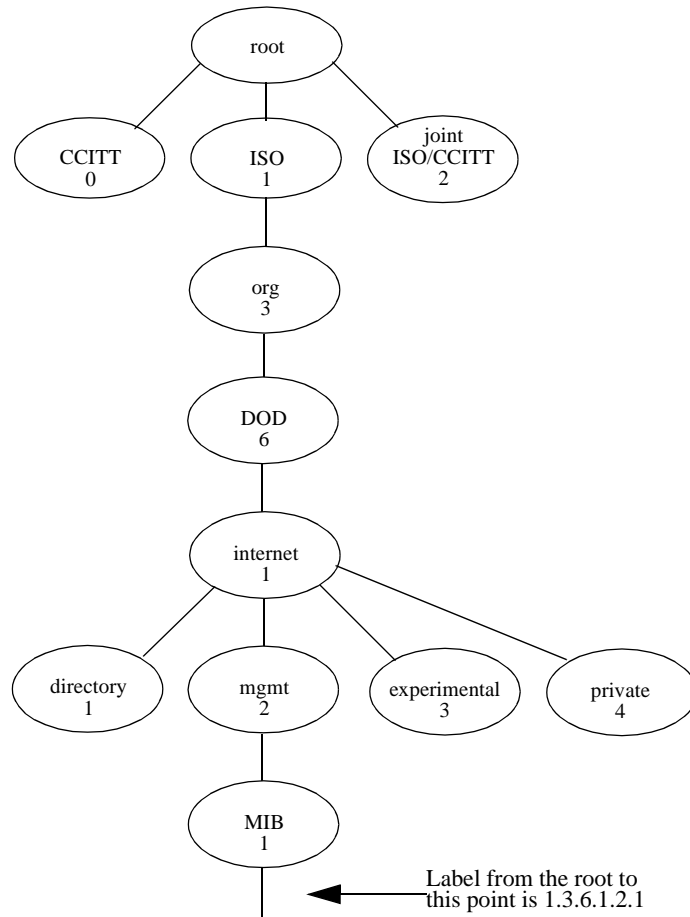 root
CCITT
0
ISO
1
joint
ISO/CCITT
2
org
3
DOD
6
internet
1
directory
1
mgmt
2
experimental
3
private
4
MIB
1
Label from the root to
this point is 1.3.6.1.2.1